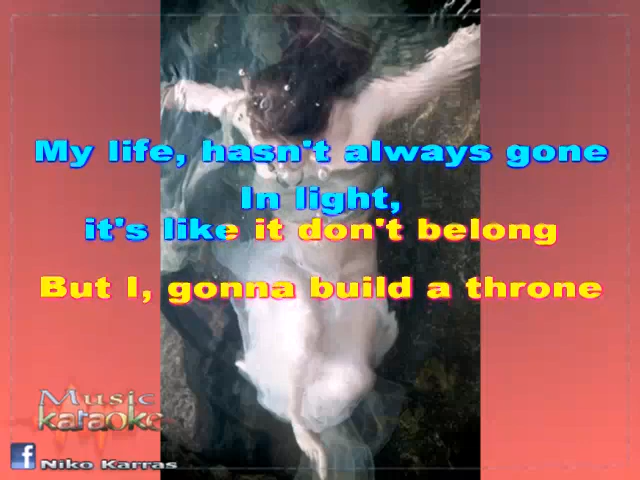 My life, hasn't always gone
In light,
it's like it don't belong
But I, gonna build a throne
Music
karaoke
f Niko Karras